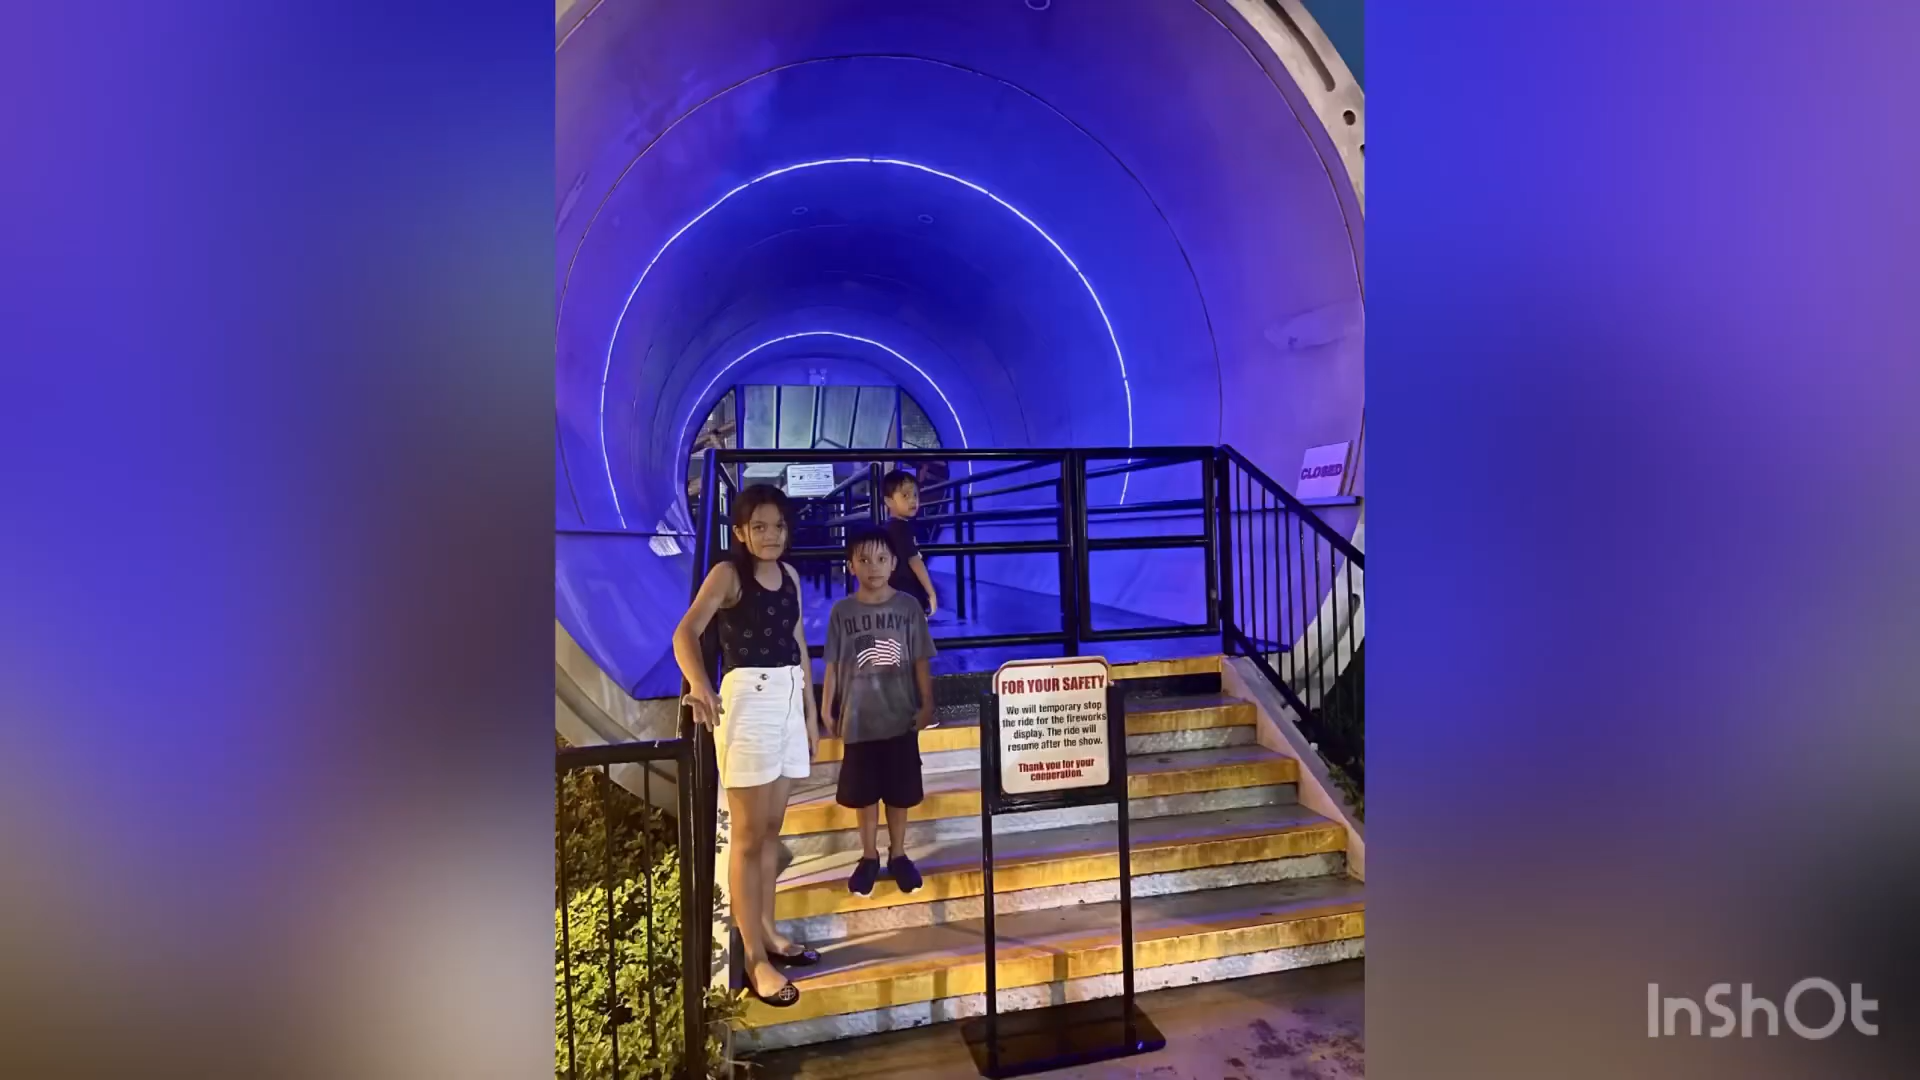 CLOSED
OLD NAVY
FOR YOUR SAFETY
We will temporary stop
the ride for the fireworks
display. The ride will
resume after the show.
Thank you for your
cooperation.
InShOt